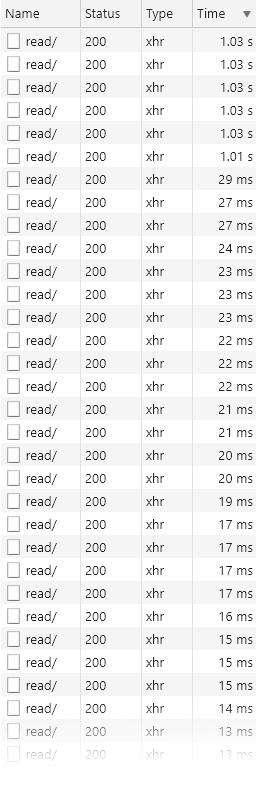 Name Status Type Time ▼
read/ 200 xhr 1.03 s
read/ 200 xhr 1.03 s
read/ 200 xhr 1.03 s
read/ 200 xhr 1.03 s
read/ 200 xhr 1.03 s
read/ 200 xhr 1.01 s
read/ 200 xhr 29 ms
read/ 200 xhr 27 ms
read/ 200 xhr 27 ms
read/ 200 xhr 24 ms
read/ 200 xhr 23 ms
read/ 200 xhr 23 ms
read/ 200 xhr 23 ms
read/ 200 xhr 22 ms
read/ 200 xhr 22 ms
read/ 200 xhr 22 ms
read/ 200 xhr 21 ms
read/ 200 xhr 21 ms
read/ 200 xhr 20 ms
read/ 200 xhr 20 ms
read/ 200 xhr 19 ms
read/ 200 xhr 17 ms
read/ 200 xhr 17 ms
read/ 200 xhr 17 ms
read/ 200 xhr 17 ms
read/ 200 xhr 16 ms
read/ 200 xhr 15 ms
read/ 200 xhr 15 ms
read/ 200 xhr 15 ms
read/ 200 xhr 14 ms
read/ 200 xhr 13 ms
read/ 200 xhr 13 ms